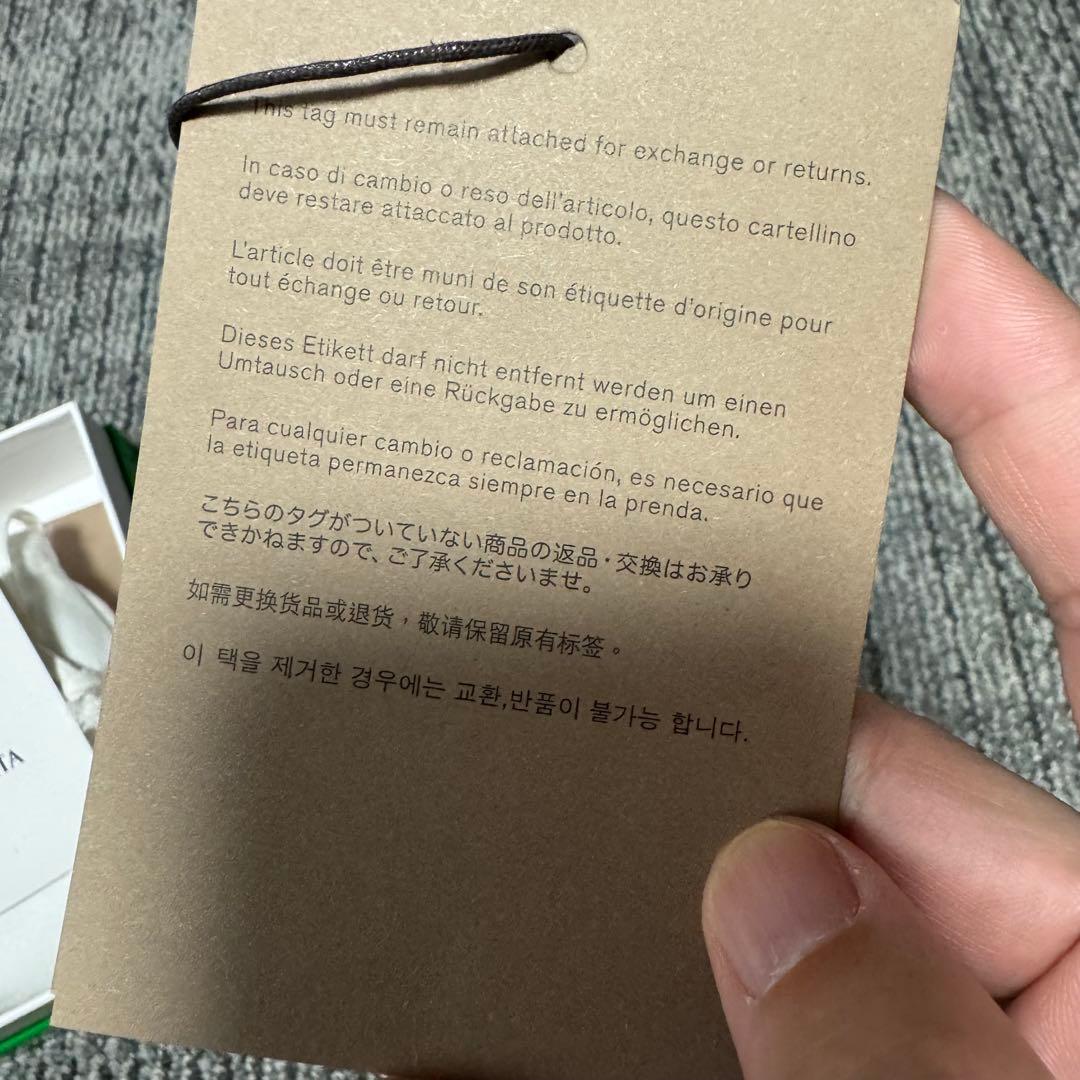 This tag must remain attached for exchange or returns.
In caso di cambio o reso dell'articolo, questo cartellino
deve restare attaccato al prodotto.
L'article doit être muni de son étiquette d'origine pour
tout échange ou retour.
Dieses Etikett darf nicht entfernt werden um einen
Umtausch oder eine Rückgabe zu ermöglichen.
Para cualquier cambio o reclamación, es necesario que
la etiqueta permanezca siempre en la prenda.
こちらのタグがついていない商品の返品・交換はお承り
できかねますので、ご了承くださいませ。
如需更换货品或退货，敬请保留原有标签。
이 택을 제거한 경우에는 교환,반품이 불가능 합니다.